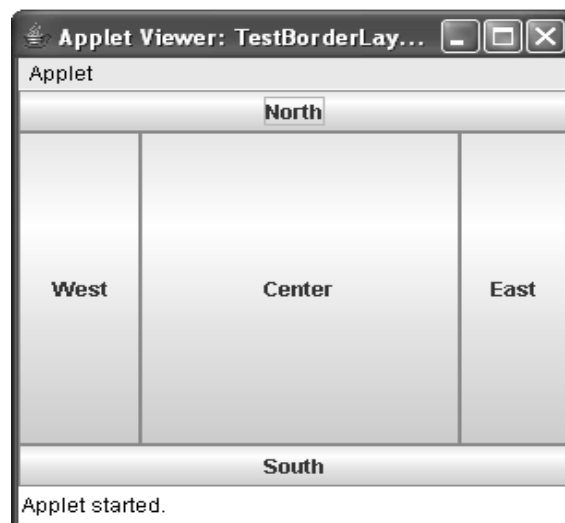 Applet Viewer: TestBorderLay...
Applet
North
West Center East
South
Applet started.